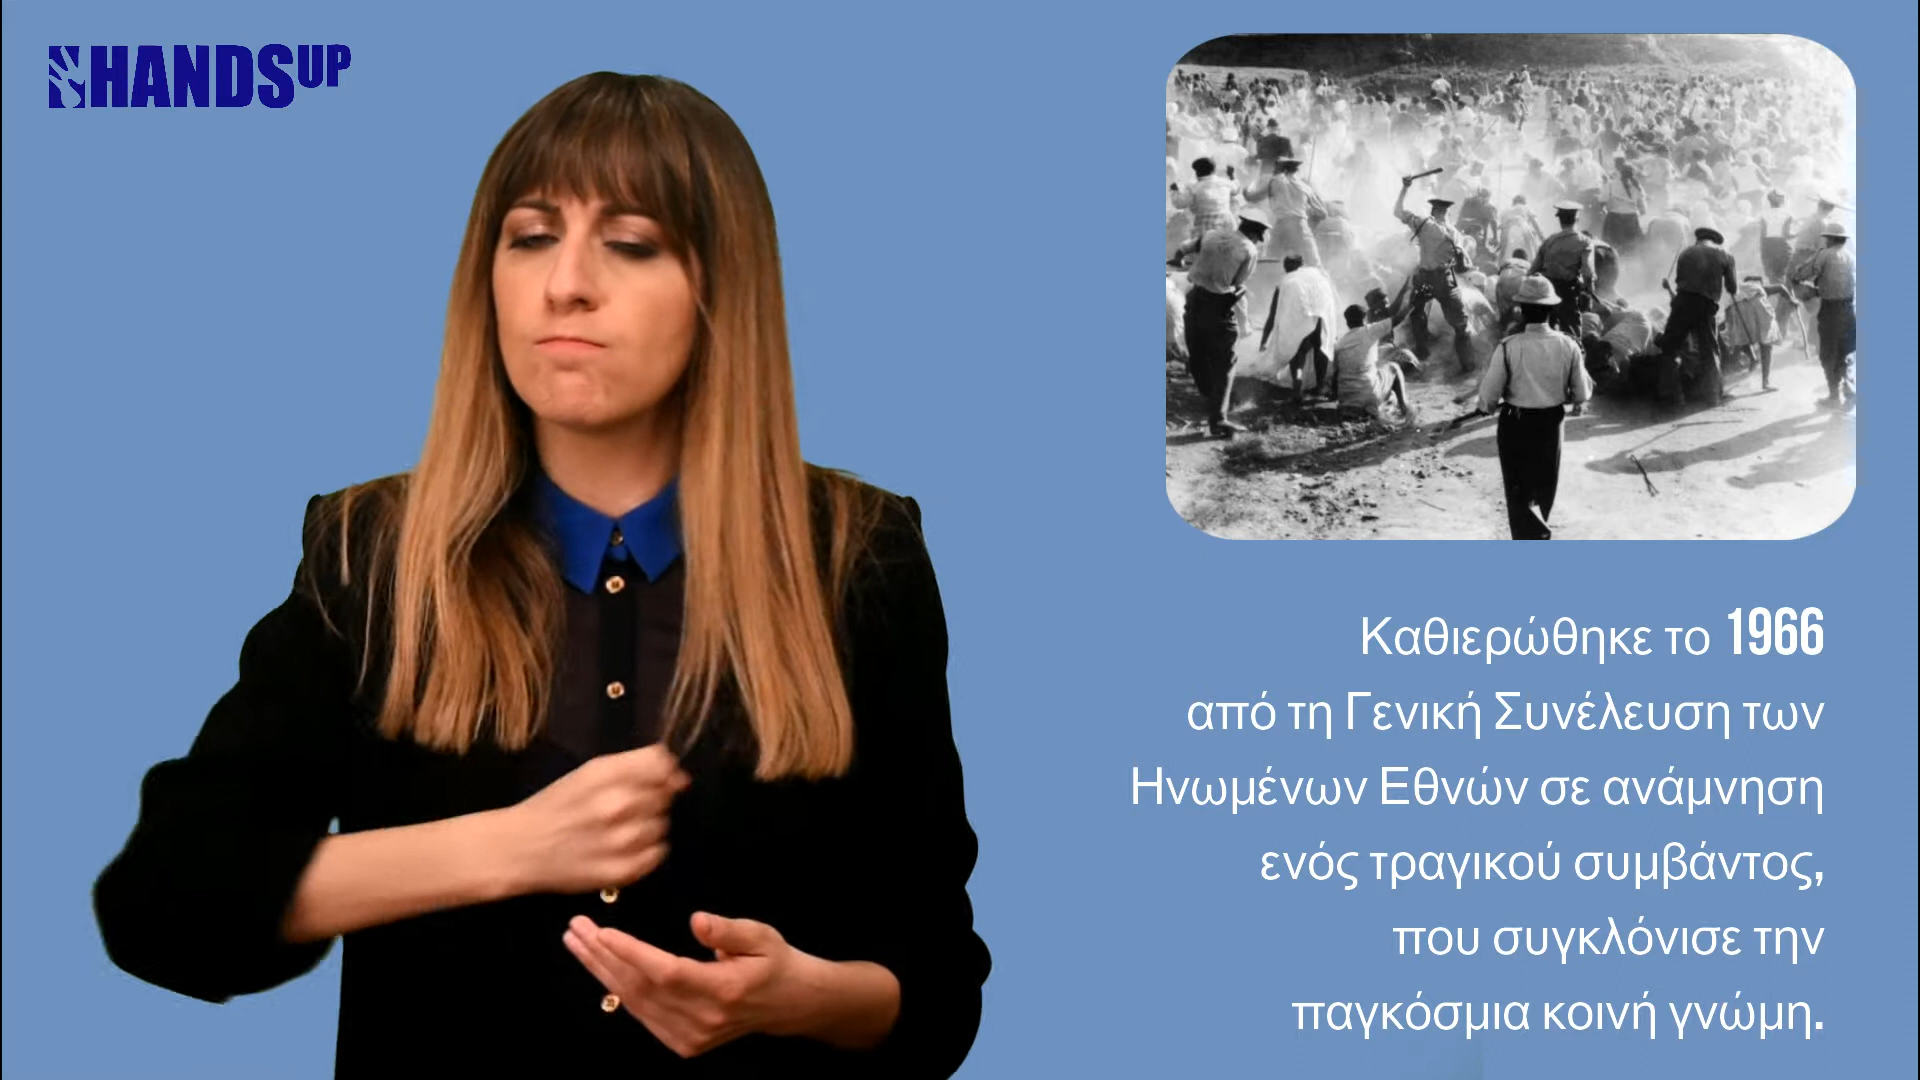 HANDSUP
Καθιερώθηκε το 1966
από τη Γενική Συνέλευση των
Ηνωμένων Εθνών σε ανάμνηση
ενός τραγικού συμβάντος,
που συγκλόνισε την
παγκόσμια κοινή γνώμη.